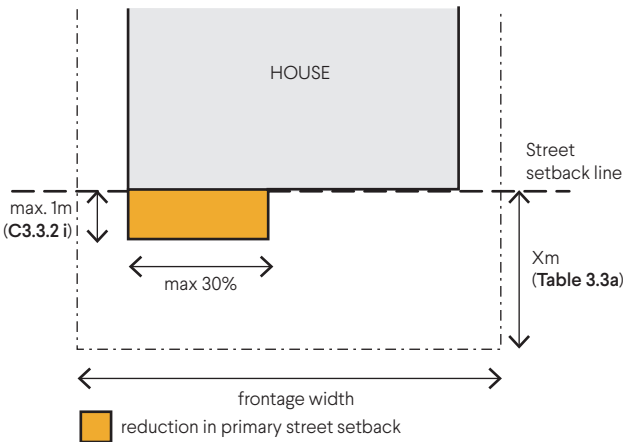 HOUSE
Street
setback line
max. 1m
(C3.3.2 i)
max 30%
Xm
(Table 3.3a)
frontage width
reduction in primary street setback